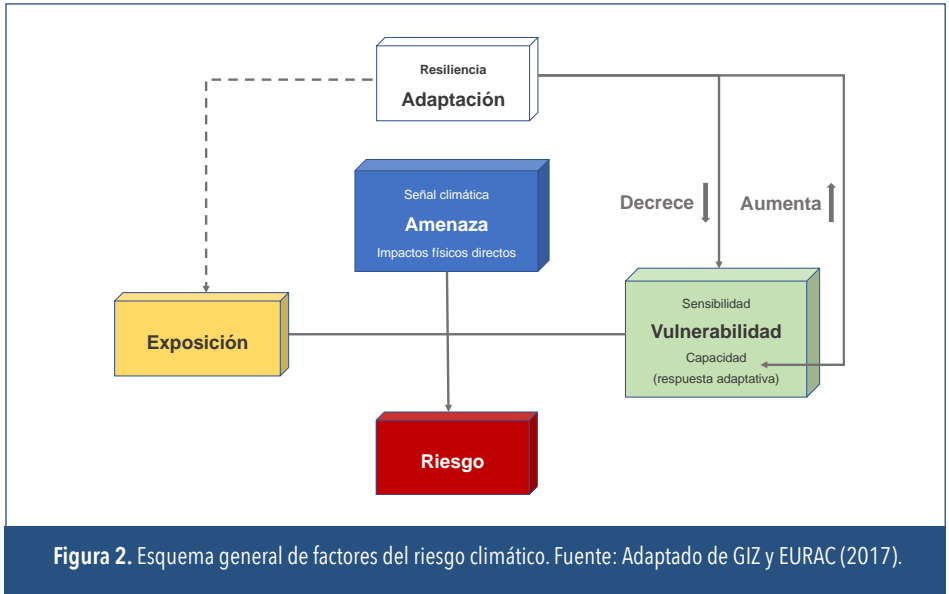 Resiliencia
Adaptación
Señal climática
Amenaza
Impactos físicos directos
Decrece
Aumenta
Exposición
Sensibilidad
Vulnerabilidad
Capacidad
(respuesta adaptativa)
Riesgo
Figura 2. Esquema general de factores del riesgo climático. Fuente: Adaptado de GIZ y EURAC (2017).